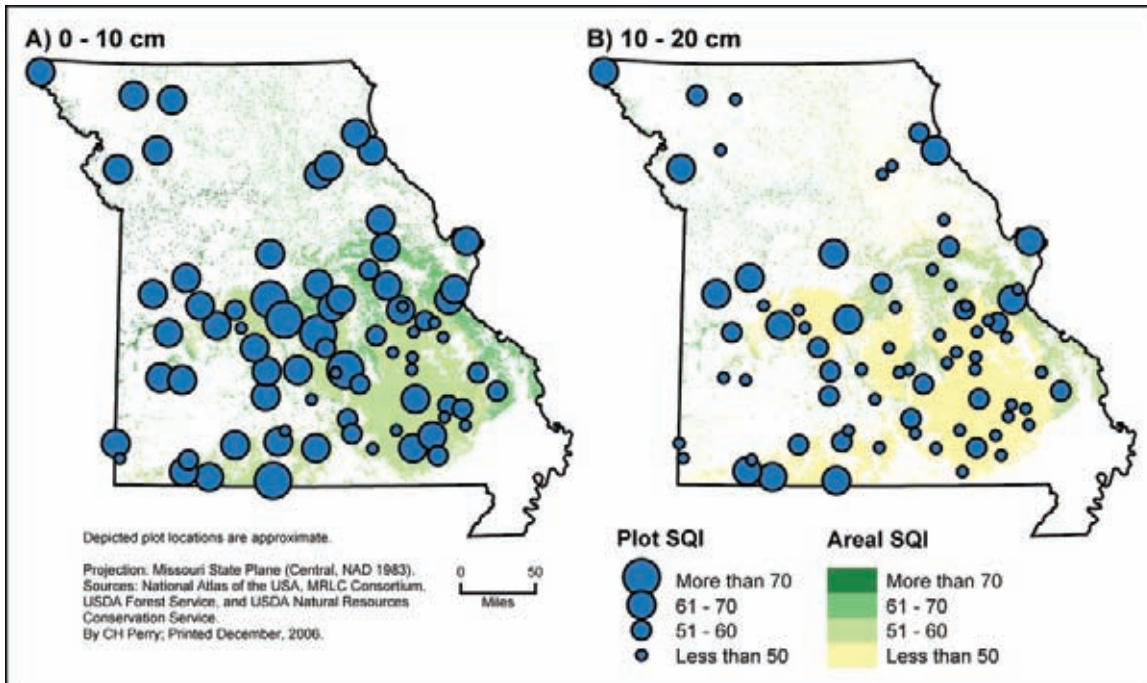 A) 0 - 10 cm
B) 10 - 20 cm
Depicted plot locations are approximate.
Projection: Missouri State Plane (Central, NAD 1983).
Sources: National Atlas of the USA, MRLC Consortium,
USDA Forest Service, and USDA Natural Resources
Conservation Service.
By CH Perry; Printed December, 2006.
0 50
Miles
Plot SQI
More than 70
61 - 70
51 - 60
Less than 50
Areal SQI
More than 70
61 - 70
51 - 60
Less than 50